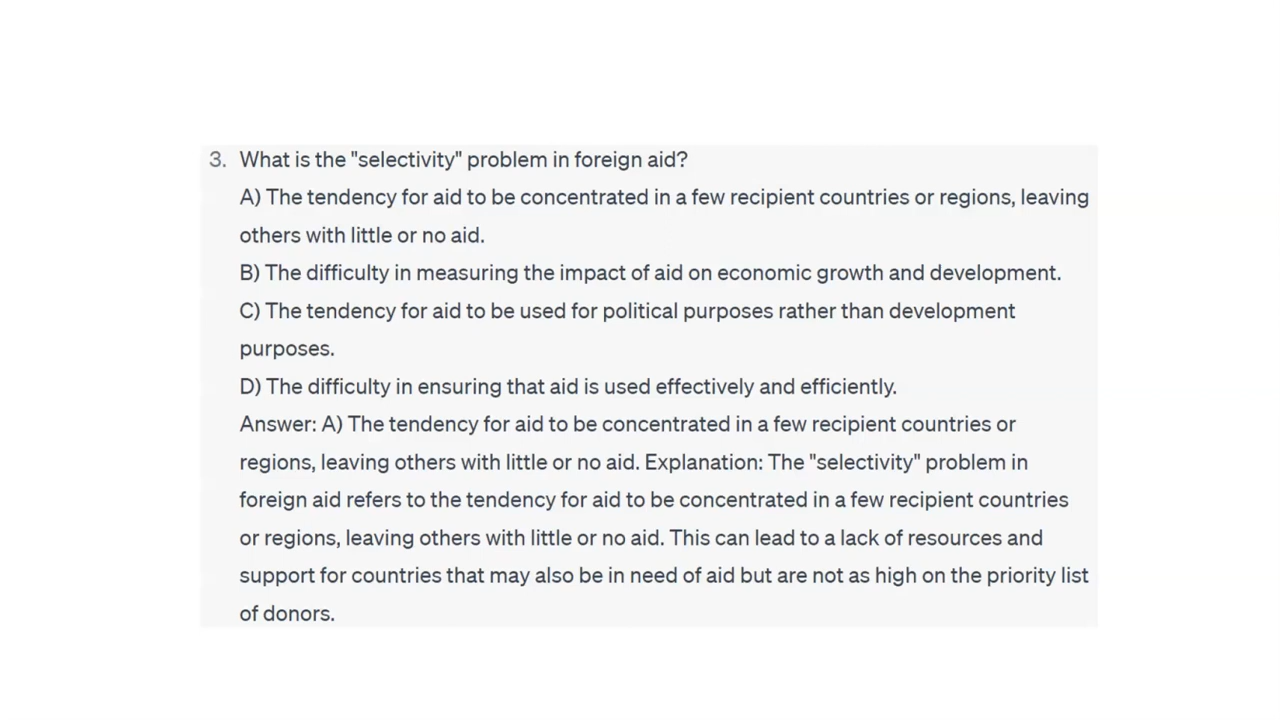 3. What is the "selectivity" problem in foreign aid?
A) The tendency for aid to be concentrated in a few recipient countries or regions, leaving
others with little or no aid.
B) The difficulty in measuring the impact of aid on economic growth and development.
C) The tendency for aid to be used for political purposes rather than development
purposes.
D) The difficulty in ensuring that aid is used effectively and efficiently.
Answer: A) The tendency for aid to be concentrated in a few recipient countries or
regions, leaving others with little or no aid. Explanation: The "selectivity" problem in
foreign aid refers to the tendency for aid to be concentrated in a few recipient countries
or regions, leaving others with little or no aid. This can lead to a lack of resources and
support for countries that may also be in need of aid but are not as high on the priority list
of donors.